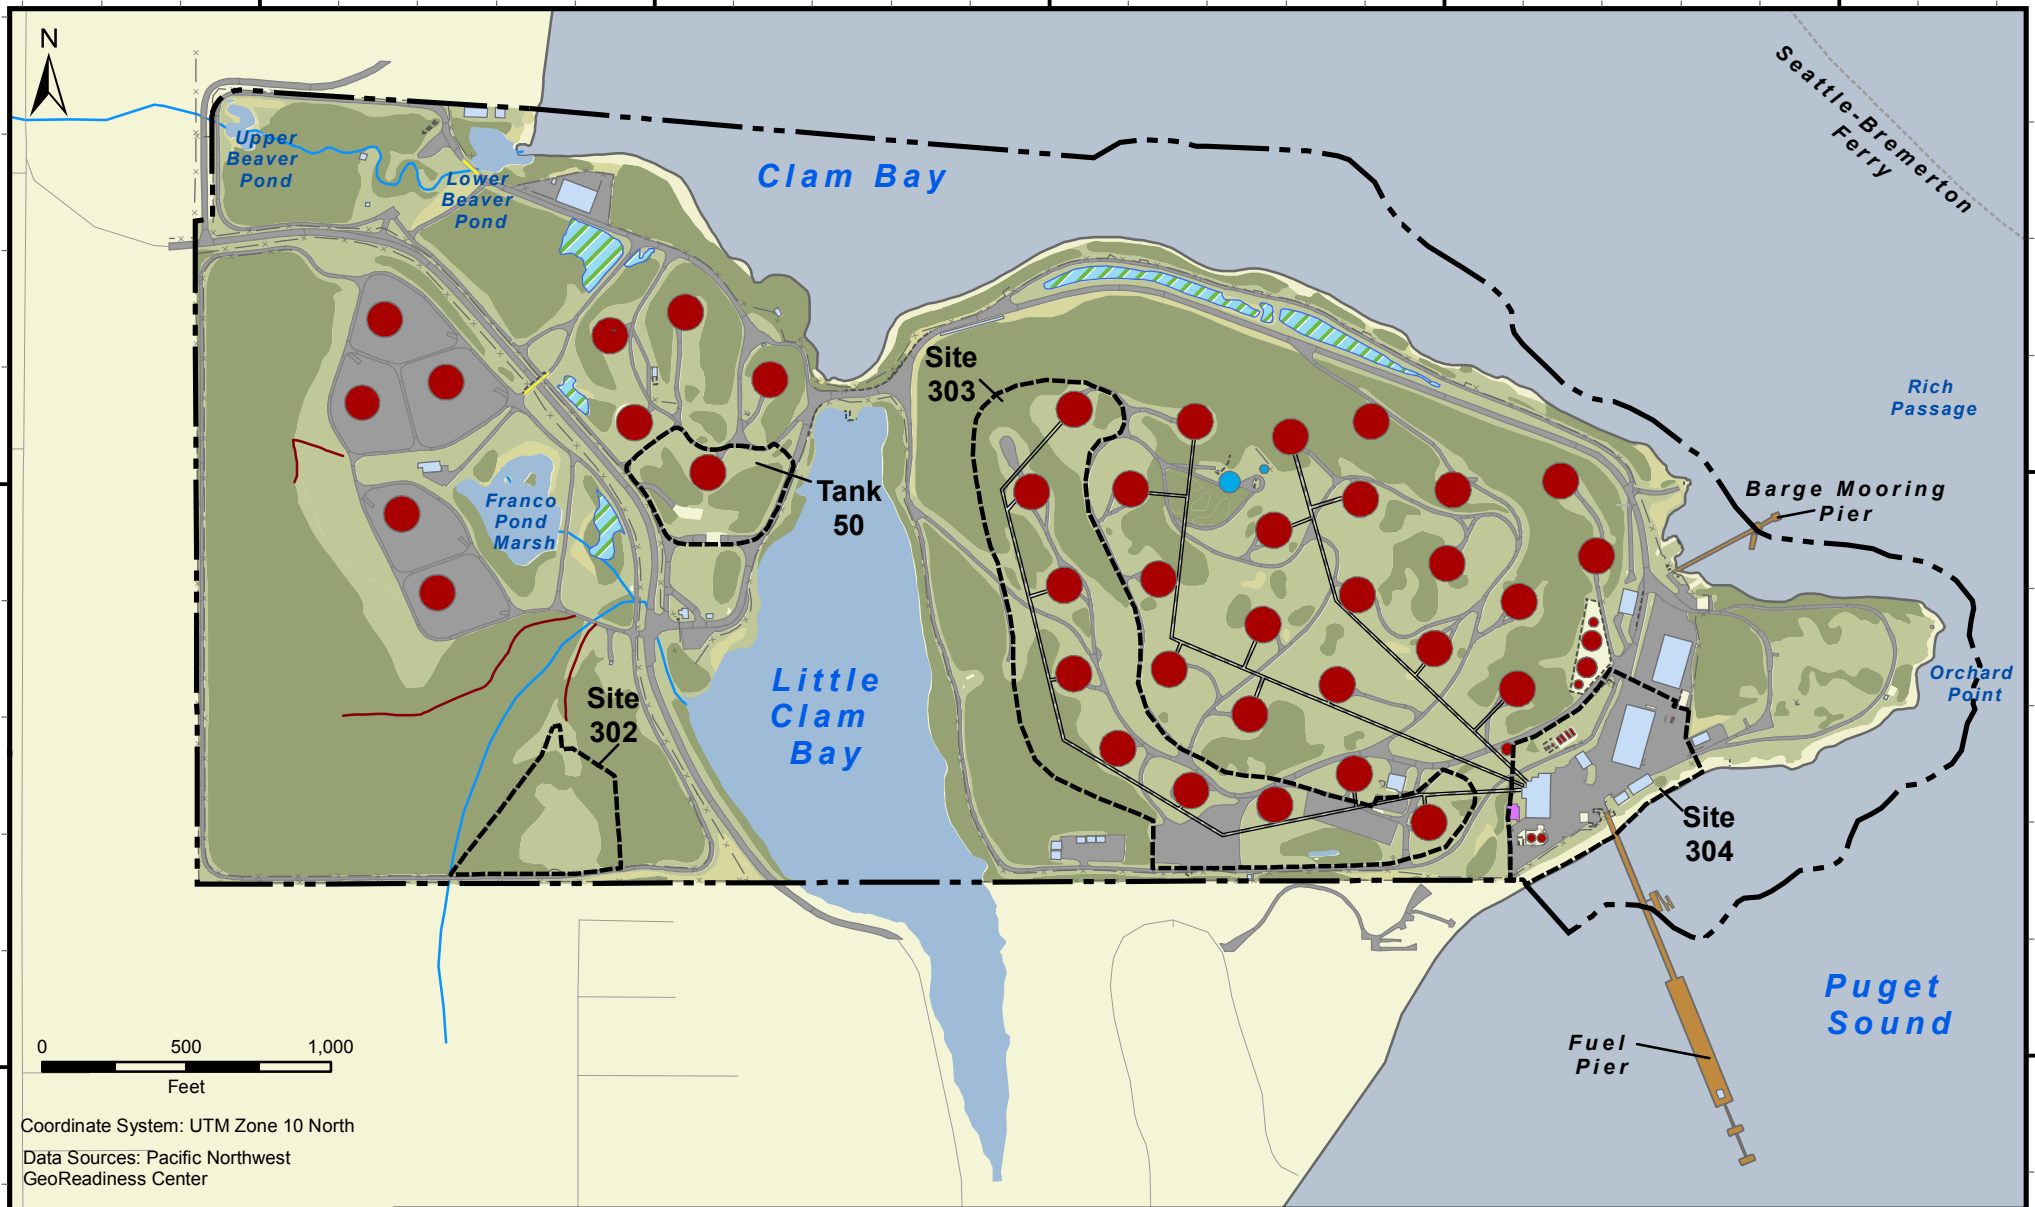 N
Seattle-Bremerton
Ferry
Upper
Beaver
Pond
Lower
Beaver
Pond
Clam Bay
Site
303
Rich
Passage
Tank
50
Barge Mooring
Pier
Franco
Pond
Marsh
Site
302
Little
Clam
Bay
Orchard
Point
Site
304
Puget
Sound
Fuel
Pier
0 500 1,000
Feet
Coordinate System: UTM Zone 10 North
Data Sources: Pacific Northwest
GeoReadiness Center